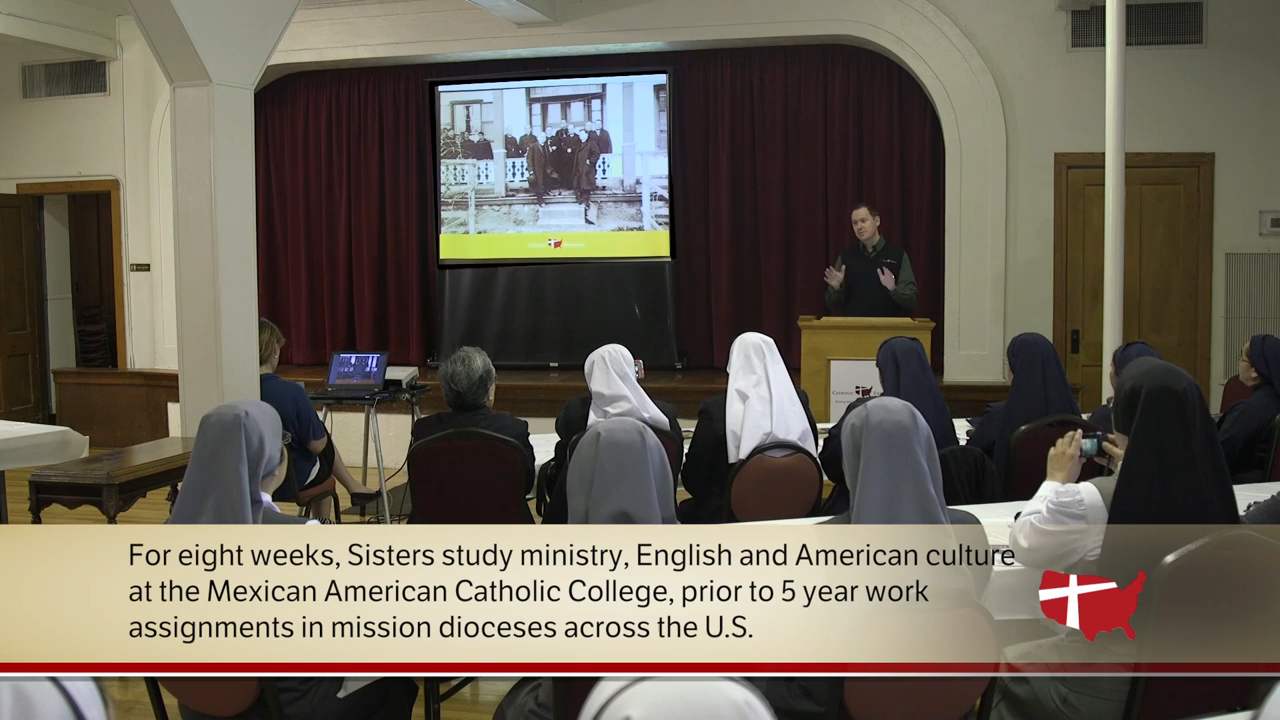 For eight weeks, Sisters study ministry, English and American culture
at the Mexican American Catholic College, prior to 5 year work
assignments in mission dioceses across the U.S.